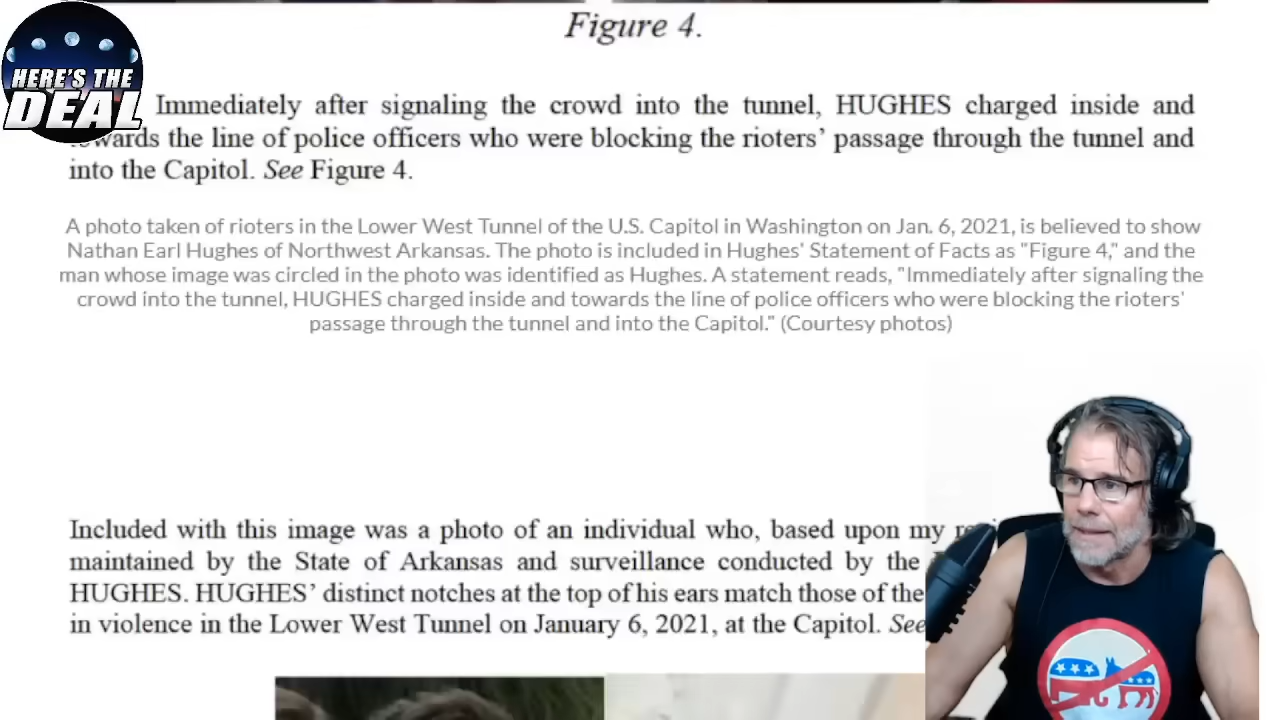 Figure 4.
HERE'S THE
DEAL
Immediately after signaling the crowd into the tunnel, HUGHES charged inside and
towards the line of police officers who were blocking the rioters' passage through the tunnel and
into the Capitol. See Figure 4.
A photo taken of rioters in the Lower West Tunnel of the U.S. Capitol in Washington on Jan. 6, 2021, is believed to show
Nathan Earl Hughes of Northwest Arkansas. The photo is included in Hughes' Statement of Facts as "Figure 4," and the
man whose image was circled in the photo was identified as Hughes. A statement reads, "Immediately after signaling the
crowd into the tunnel, HUGHES charged inside and towards the line of police officers who were blocking the rioters'
passage through the tunnel and into the Capitol." (Courtesy photos)
Included with this image was a photo of an individual who, based upon my
maintained by the State of Arkansas and surveillance conducted by the
HUGHES. HUGHES' distinct notches at the top of his ears match those of the
in violence in the Lower West Tunnel on January 6, 2021, at the Capitol. See